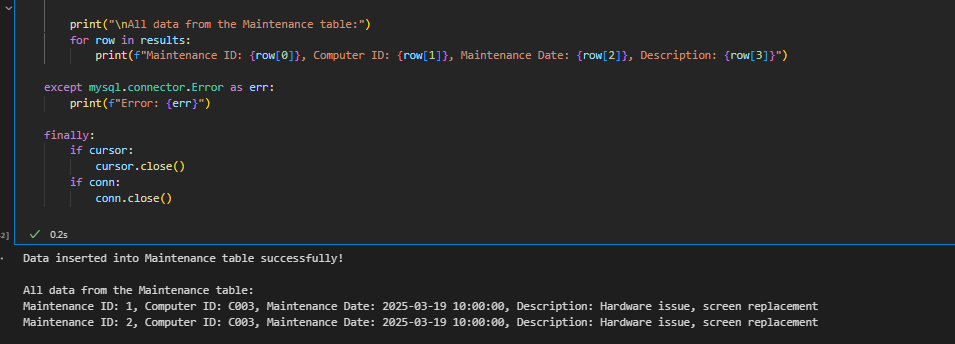 print("\nAll data from the Maintenance table:")
for row in results:
print(f"Maintenance ID: {row[0]}, Computer ID: {row[1]}, Maintenance Date: {row[2]}, Description: {row[3]}")
except mysql.connector.Error as err:
print(f"Error: {err}")
finally:
if cursor:
cursor.close()
if conn:
conn.close()
2]
0.2s
Data inserted into Maintenance table successfully!
All data from the Maintenance table:
Maintenance ID: 1, Computer ID: C003, Maintenance Date: 2025-03-19 10:00:00, Description: Hardware issue, screen replacement
Maintenance ID: 2, Computer ID: C003, Maintenance Date: 2025-03-19 10:00:00, Description: Hardware issue, screen replacement